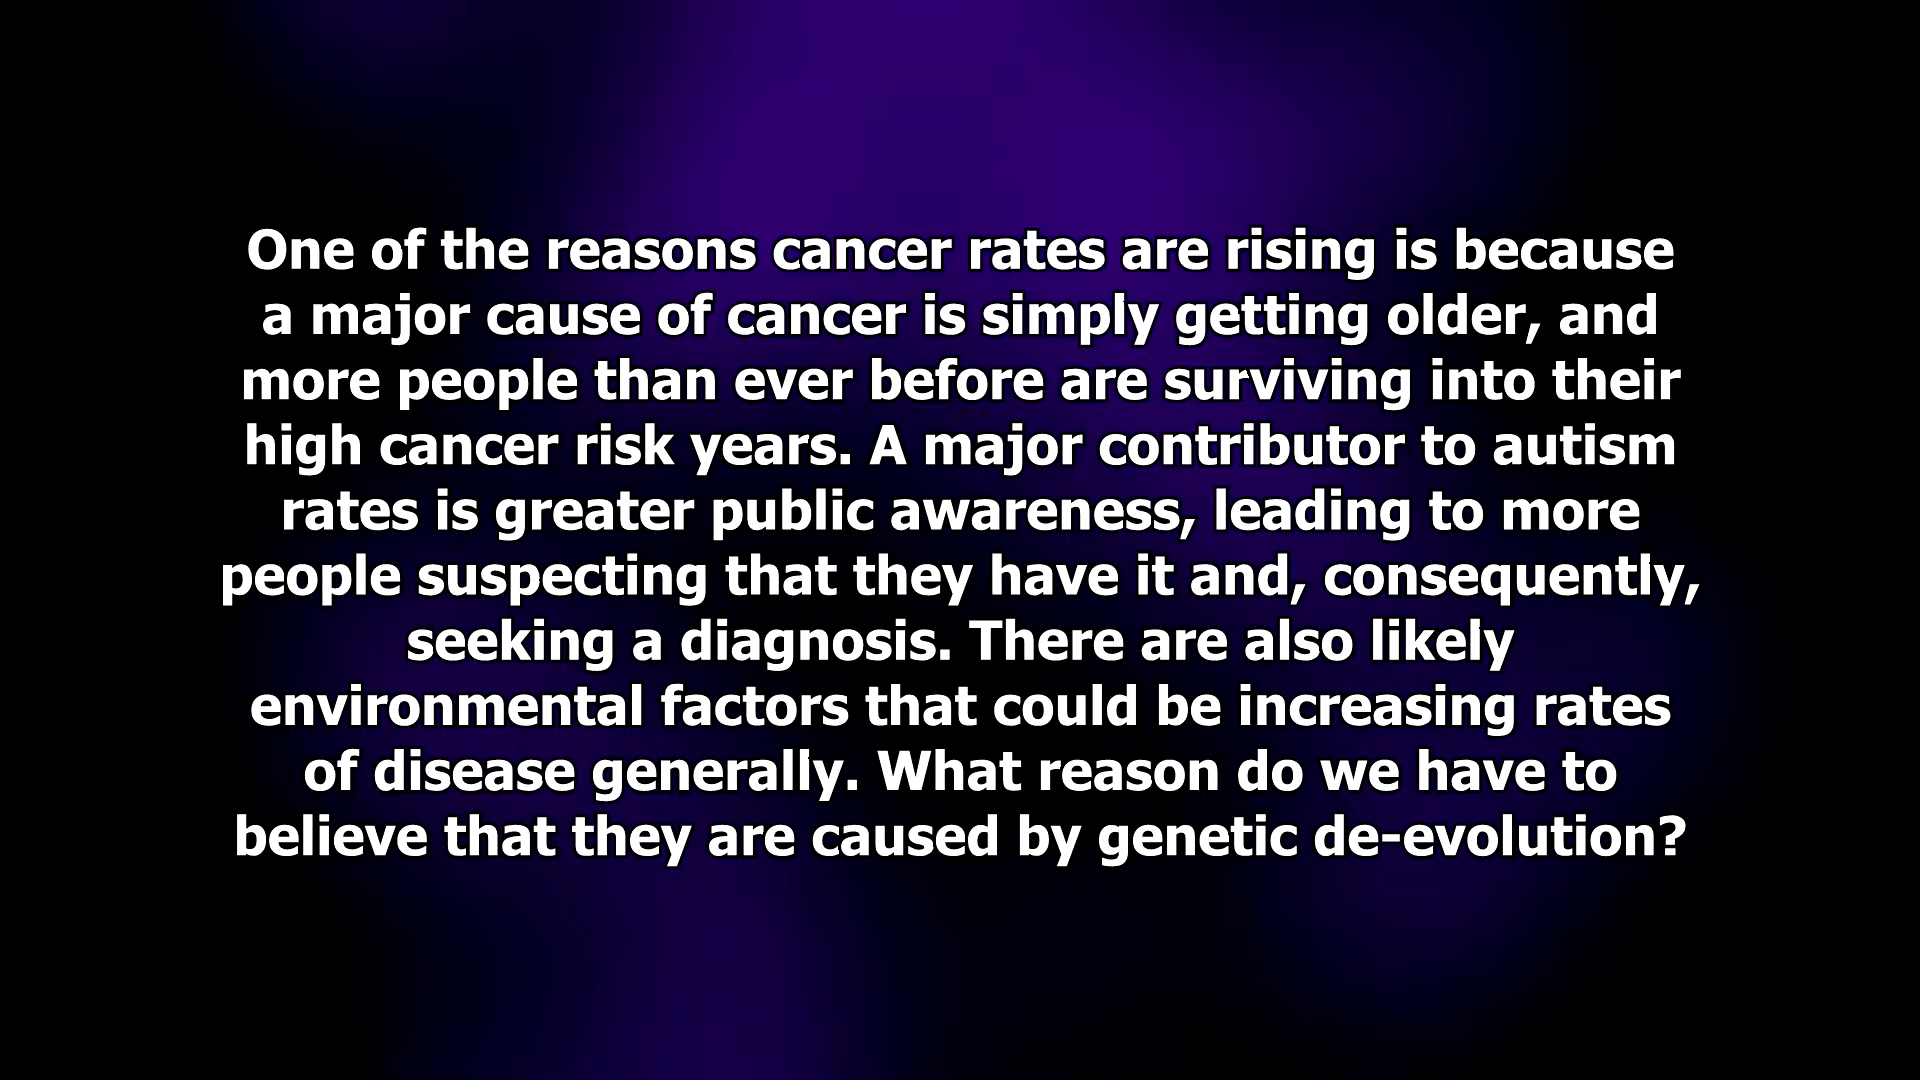 One of the reasons cancer rates are rising is because
a major cause of cancer is simply getting older, and
more people than ever before are surviving into their
high cancer risk years. A major contributor to autism
rates is greater public awareness, leading to more
people suspecting that they have it and, consequently,
seeking a diagnosis. There are also likely
environmental factors that could be increasing rates
of disease generally. What reason do we have to
believe that they are caused by genetic de-evolution?